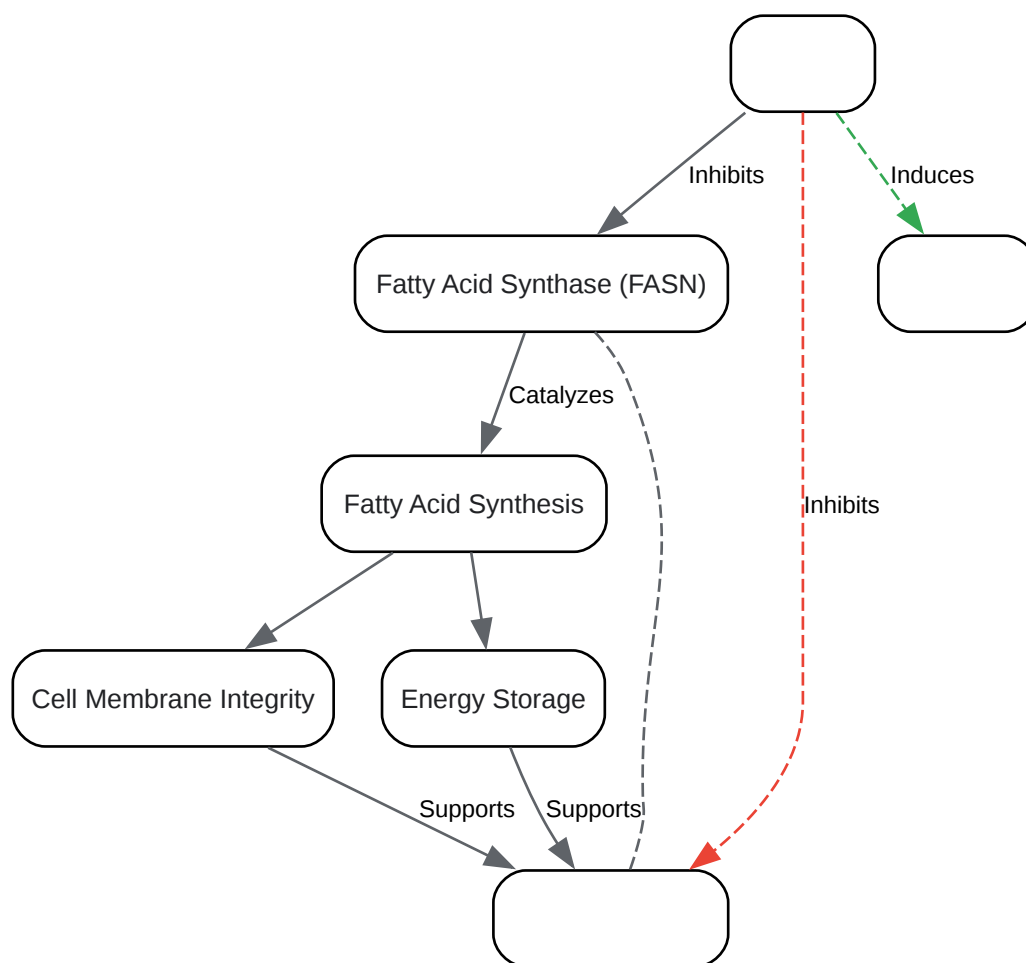 Inhibits
Induces
Fatty Acid Synthase (FASN)
Catalyzes
Fatty Acid Synthesis
Inhibits
Cell Membrane Integrity
Energy Storage
Supports
Supports